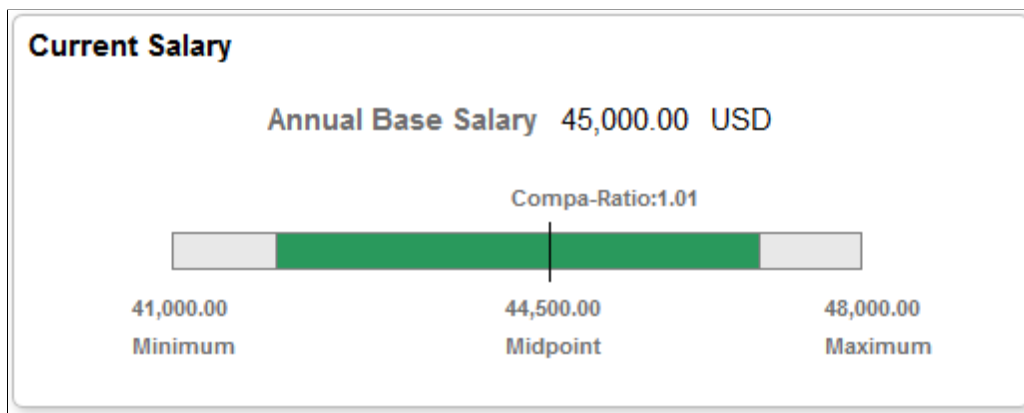 Current Salary
Annual Base Salary 45,000.00 USD
Compa-Ratio:1.01
41,000.00 44,500.00 48,000.00
Minimum Midpoint Maximum